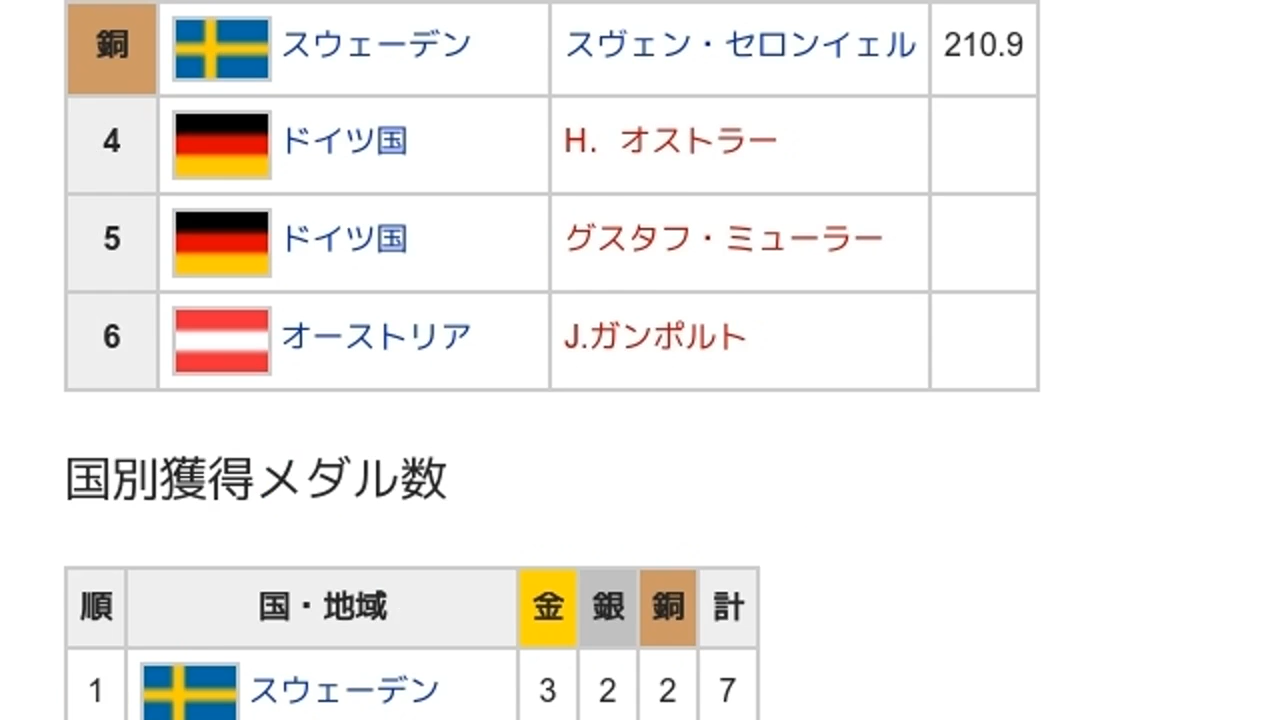 銅 スウェーデン スヴェン・セロンイェル 210.9
4 ドイツ国 H. オストラー
5 ドイツ国 グスタフ・ミューラー
6 オーストリア J.ガンポルト
国別獲得メダル数
順 国・地域 金 銀 銅 計
1 スウェーデン 3 2 2 7